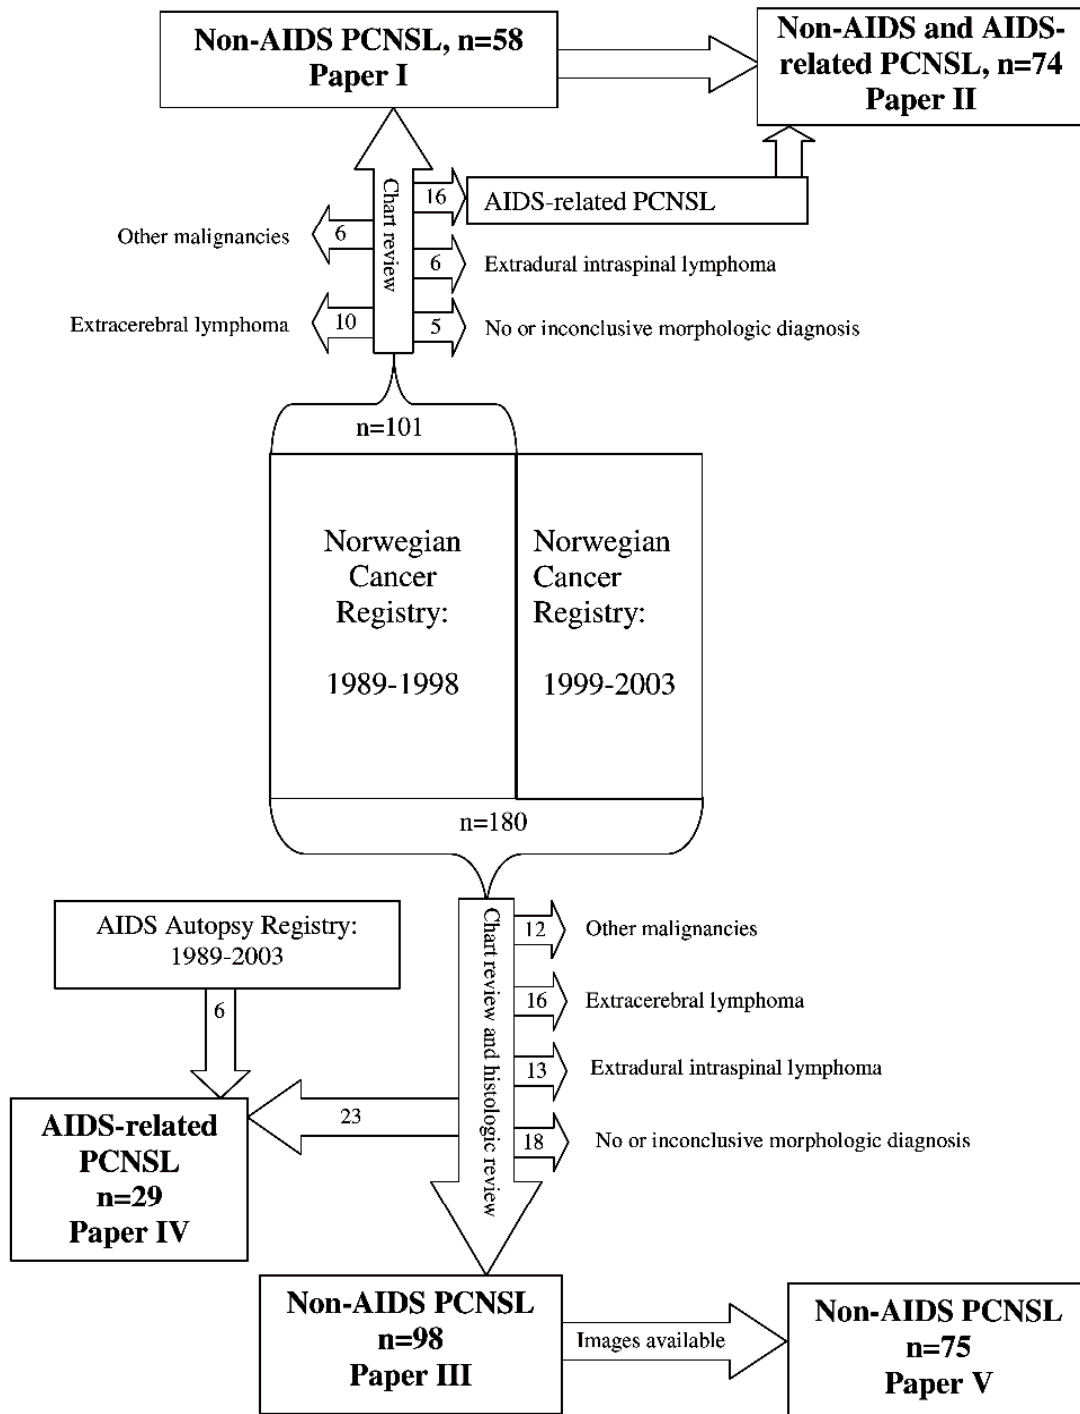 Non-AIDS PCNSL, n=58
Paper I
Non-AIDS and AIDS-
related PCNSL, n=74
Paper II
Chart review
16
AIDS-related PCNSL
Other malignancies
6
6
Extradural intraspinal lymphoma
Extracerebral lymphoma
10
5
No or inconclusive morphologic diagnosis
n=101
Norwegian
Cancer
Registry:
1989-1998
Norwegian
Cancer
Registry:
1999-2003
n=180
AIDS Autopsy Registry:
1989-2003
6
Chart review and histologic review
12
Other malignancies
16
Extracerebral lymphoma
13
Extradural intraspinal lymphoma
18
No or inconclusive morphologic diagnosis
23
AIDS-related
PCNSL
n=29
Paper IV
Non-AIDS PCNSL
n=98
Paper III
Images available
Non-AIDS PCNSL
n=75
Paper V